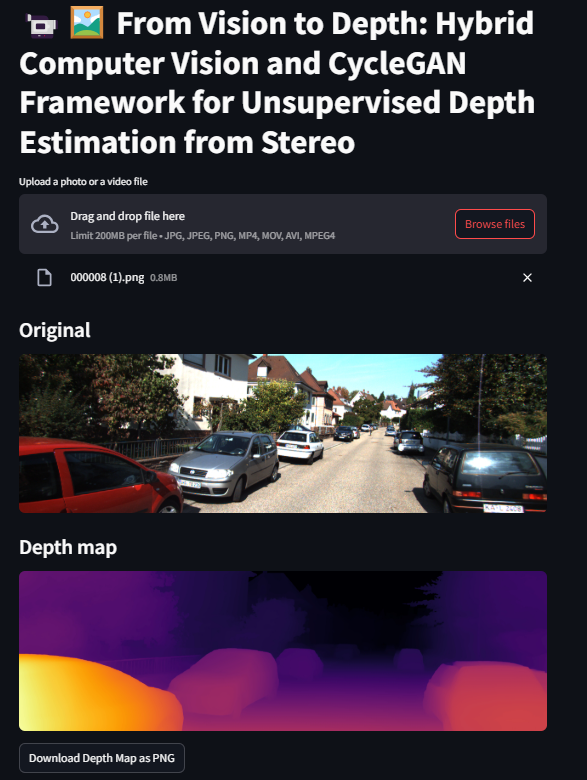 From Vision to Depth: Hybrid
Computer Vision and CycleGAN
Framework for Unsupervised Depth
Estimation from Stereo
Upload a photo or a video file
Drag and drop file here
Limit 200MB per file • JPG, JPEG, PNG, MP4, MOV, AVI, MPEG4
Browse files
000008 (1).png 0.8MB
Original
Depth map
Download Depth Map as PNG